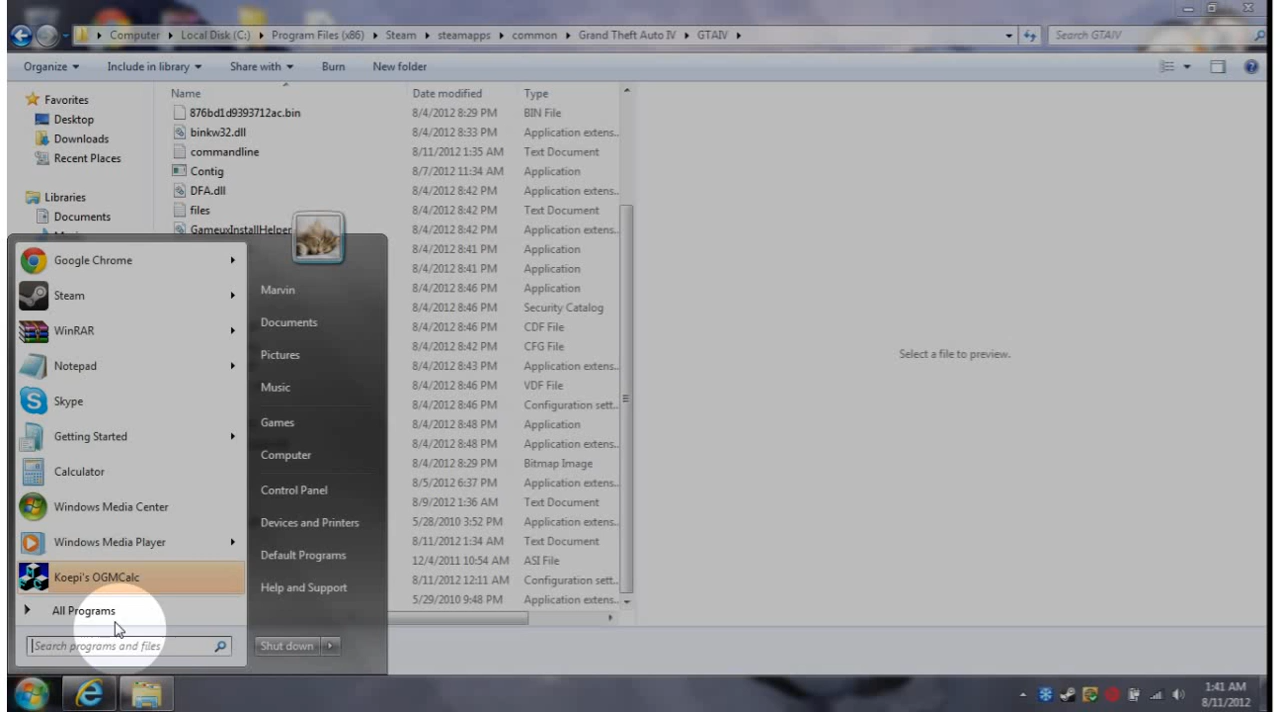 Computer ▸ Local Disk (C:) ▸ Program Files (x86) ▸ Steam ▸ steamapps ▸ common ▸ Grand Theft Auto IV ▸ GTAIV ▸
Search GTAIV
Organize Include in library Share with Burn New folder
Favorites
Desktop
Downloads
Recent Places
Libraries
Documents
Name Date modified Type
876bd1d9393712ac.bin 8/4/2012 8:29 PM BIN File
binkw32.dll 8/4/2012 8:33 PM Application extens...
commandline 8/11/2012 1:35 AM Text Document
Contig 8/7/2012 11:34 AM Application
DFA.dll 8/4/2012 8:42 PM Application extens...
files 8/4/2012 8:42 PM Text Document
GameuxInstallHelper 8/4/2012 8:42 PM Application extens...
8/4/2012 8:41 PM Application
8/4/2012 8:41 PM Application
8/4/2012 8:46 PM Application
8/4/2012 8:46 PM Security Catalog
8/4/2012 8:46 PM CDF File
8/4/2012 8:42 PM CFG File
8/4/2012 8:43 PM Application extens...
8/4/2012 8:46 PM VDF File
8/4/2012 8:46 PM Configuration sett...
8/4/2012 8:48 PM Application
8/4/2012 8:48 PM Application extens...
8/4/2012 8:29 PM Bitmap Image
8/5/2012 6:37 PM Application extens...
8/9/2012 1:36 AM Text Document
5/28/2010 3:52 PM Application extens...
8/11/2012 1:34 AM Text Document
12/4/2011 10:54 AM ASI File
8/11/2012 12:11 AM Configuration sett...
5/29/2010 9:48 PM Application extens...
Select a file to preview.
Google Chrome
Steam
WinRAR
Notepad
Skype
Getting Started
Calculator
Windows Media Center
Windows Media Player
Koepi's OGMCalc
All Programs
Search programs and files
Marvin
Documents
Pictures
Music
Games
Computer
Control Panel
Devices and Printers
Default Programs
Help and Support
Shut down
1:41 AM
8/11/2012